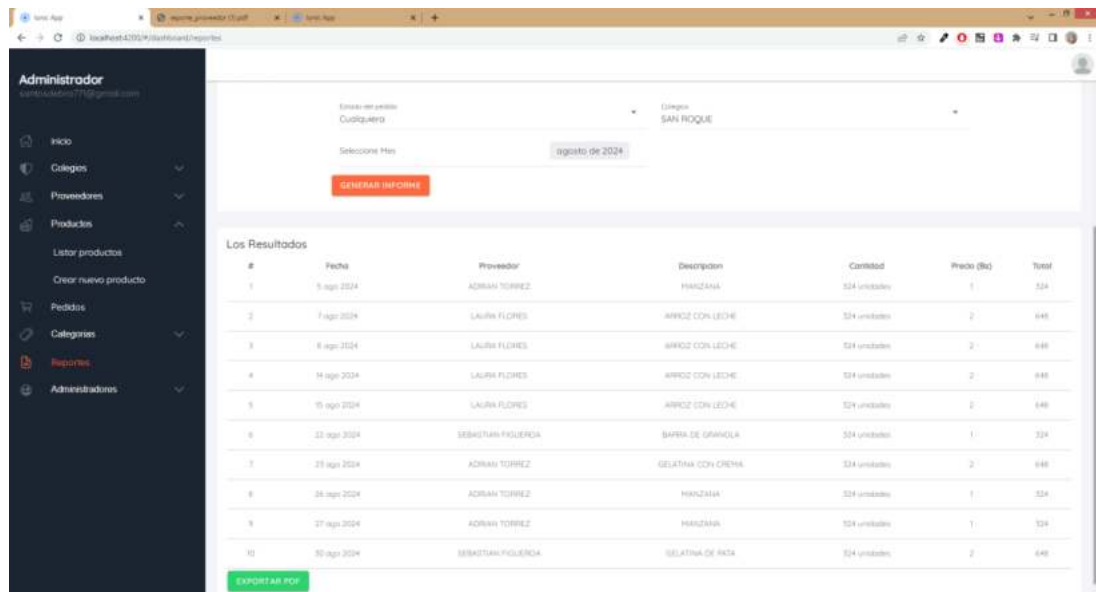 Ionic App
reporte_proveedor (1).pdf
Ionic App
localhost:4200/#/dashboard/reportes
Administrador
Estado del pedido
Cualquiera
Colegios
SAN ROQUE
Inicio
Seleccione Mes
agosto de 2024
Colegios
GENERAR INFORME
Proveedores
Productos
Los Resultados
Listar productos
# Fecha Proveedor Descripcion Cantidad Precio (Bs) Total
Crear nuevo producto
1 5 ago 2024 ADRIAN TORREZ MANZANA 324 unidades 1 324
Pedidos
2 7 ago 2024 LAURA FLORES ARROZ CON LECHE 324 unidades 2 648
Categorias
3 8 ago 2024 LAURA FLORES ARROZ CON LECHE 324 unidades 2 648
Reportes
4 14 ago 2024 LAURA FLORES ARROZ CON LECHE 324 unidades 2 648
Administradores
5 15 ago 2024 LAURA FLORES ARROZ CON LECHE 324 unidades 2 648
6 22 ago 2024 SEBASTIAN FIGUEROA BARRA DE GRANOLA 324 unidades 1 324
7 23 ago 2024 ADRIAN TORREZ GELATINA CON CREMA 324 unidades 2 648
8 26 ago 2024 ADRIAN TORREZ MANZANA 324 unidades 1 324
9 27 ago 2024 ADRIAN TORREZ MANZANA 324 unidades 1 324
10 30 ago 2024 SEBASTIAN FIGUEROA GELATINA DE PATA 324 unidades 2 648
EXPORTAR PDF